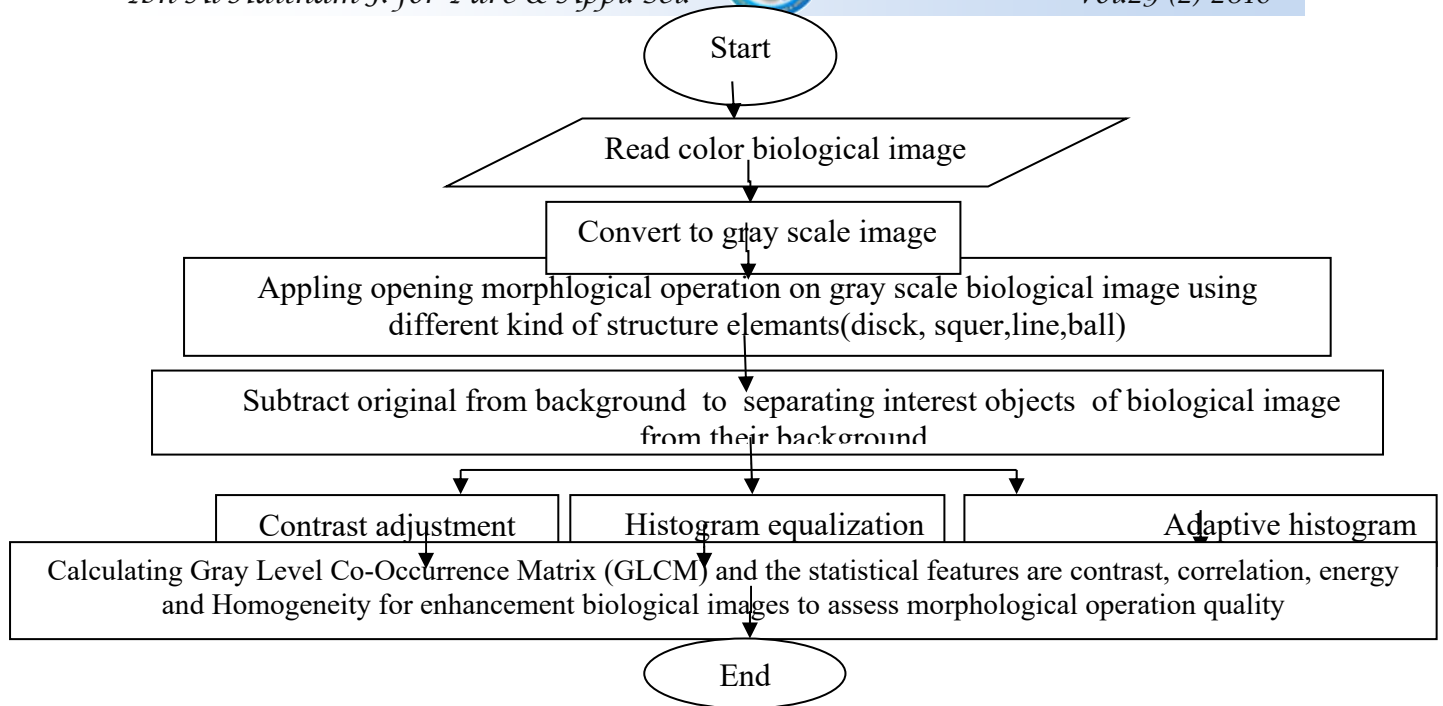 Start
Read color biological image
Convert to gray scale image
Appling opening morphlogical operation on gray scale biological image using
different kind of structure elemants(disck, squer,line,ball)
Subtract original from background to separating interest objects of biological image
from their background
Contrast adjustment
Histogram equalization
Adaptive histogram
Calculating Gray Level Co-Occurrence Matrix (GLCM) and the statistical features are contrast, correlation, energy
and Homogeneity for enhancement biological images to assess morphological operation quality
End